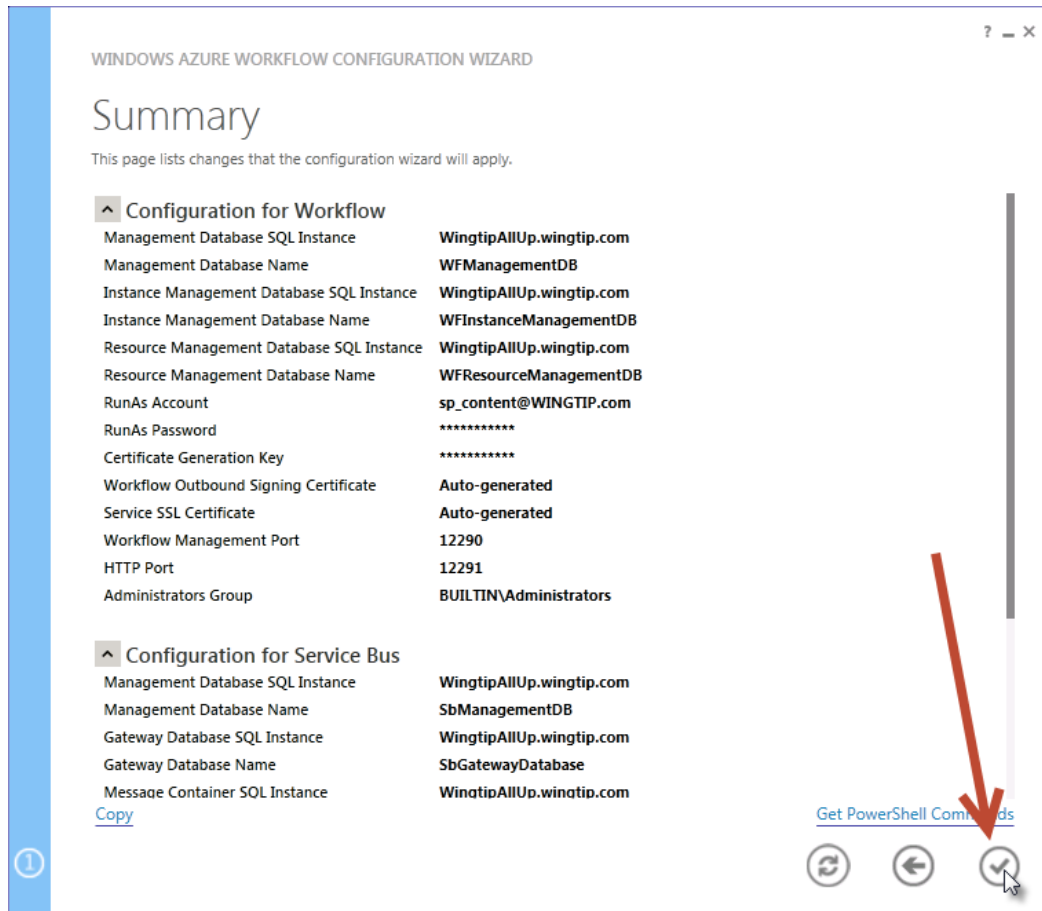 ? _ X
WINDOWS AZURE WORKFLOW CONFIGURATION WIZARD
Summary
This page lists changes that the configuration wizard will apply.
Configuration for Workflow
Management Database SQL Instance WingtipAllUp.wingtip.com
Management Database Name WFManagementDB
Instance Management Database SQL Instance WingtipAllUp.wingtip.com
Instance Management Database Name WFInstanceManagementDB
Resource Management Database SQL Instance WingtipAllUp.wingtip.com
Resource Management Database Name WFResourceManagementDB
RunAs Account sp_content@WINGTIP.com
RunAs Password ***********
Certificate Generation Key ***********
Workflow Outbound Signing Certificate Auto-generated
Service SSL Certificate Auto-generated
Workflow Management Port 12290
HTTP Port 12291
Administrators Group BUILTIN\Administrators
Configuration for Service Bus
Management Database SQL Instance WingtipAllUp.wingtip.com
Management Database Name SbManagementDB
Gateway Database SQL Instance WingtipAllUp.wingtip.com
Gateway Database Name SbGatewayDatabase
Message Container SQL Instance WingtipAllUp.wingtip.com
Copy Get PowerShell Commands
1